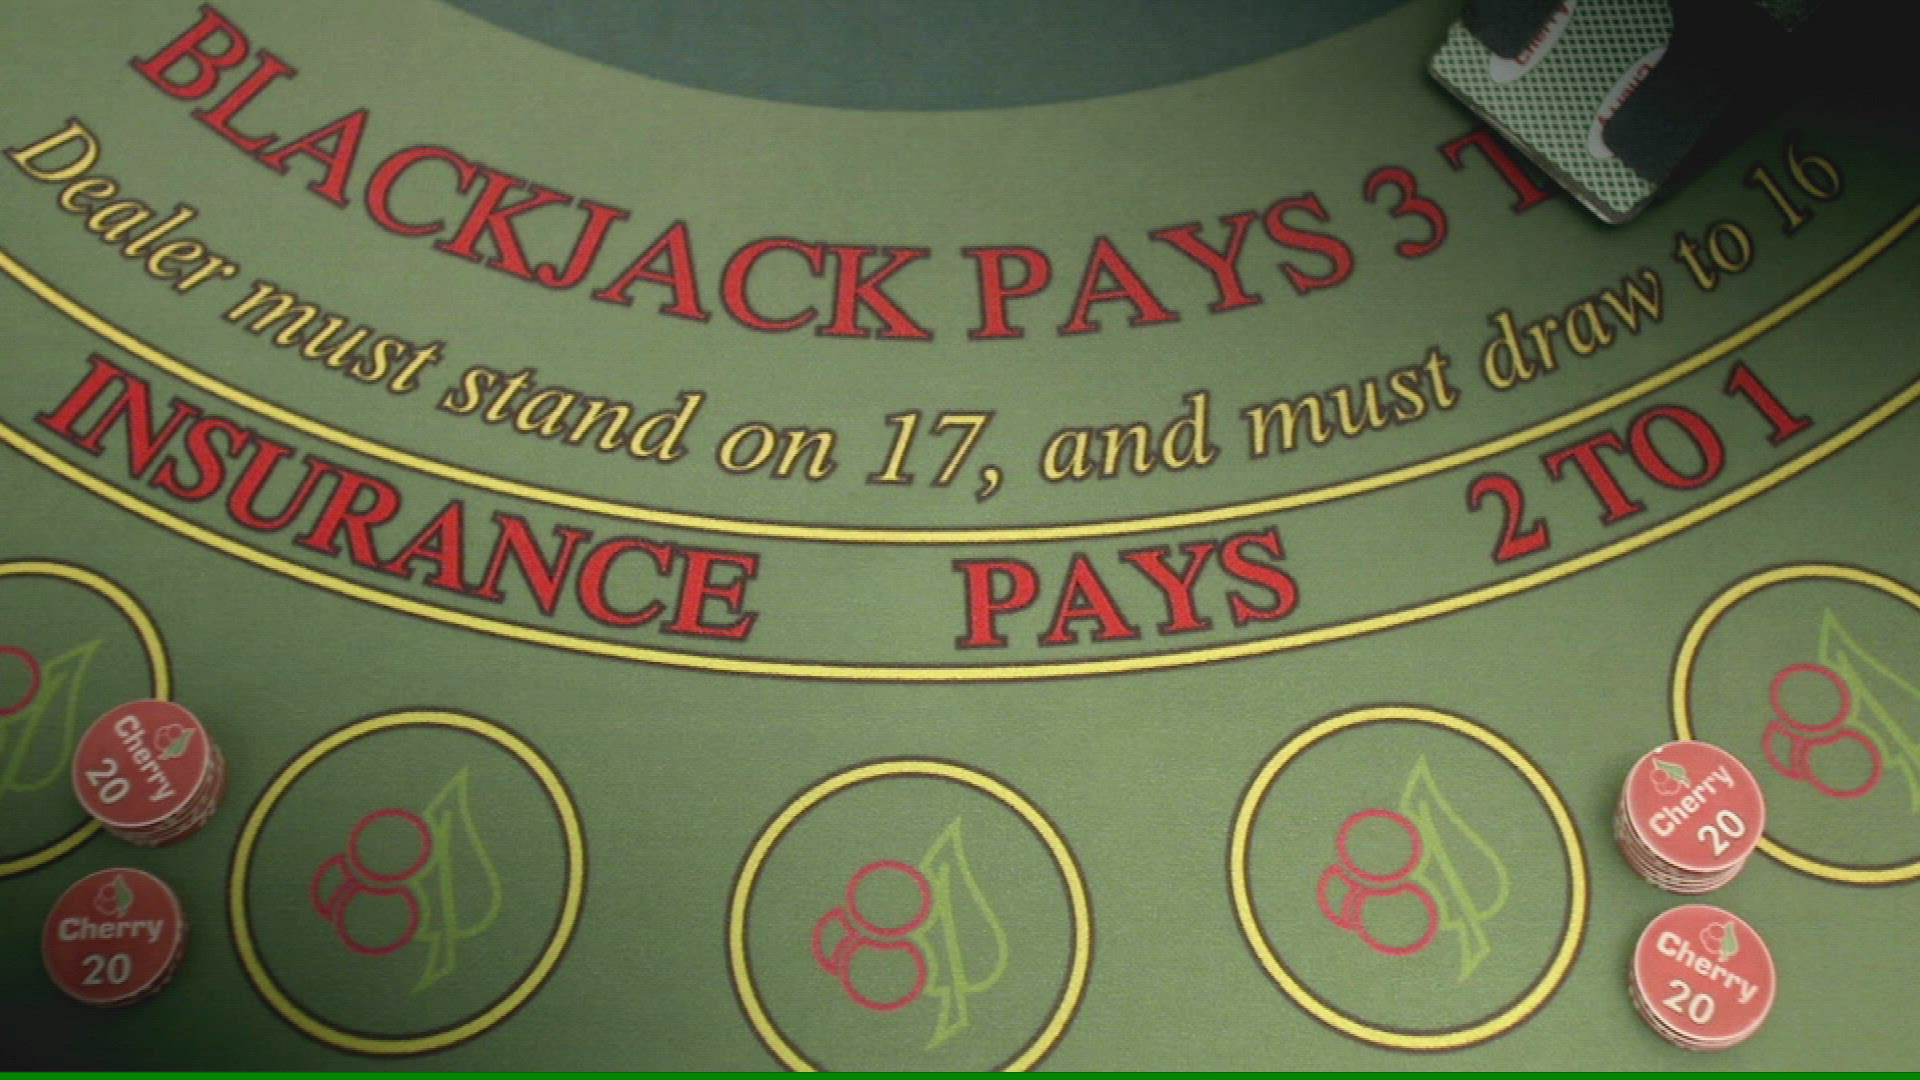 BLACKJACK PAYS 3 T
Dealer must stand on 17, and must draw to 16
INSURANCE PAYS 2 TO 1
Cherry
20
Cherry
20
Cherry
20
Cherry
20